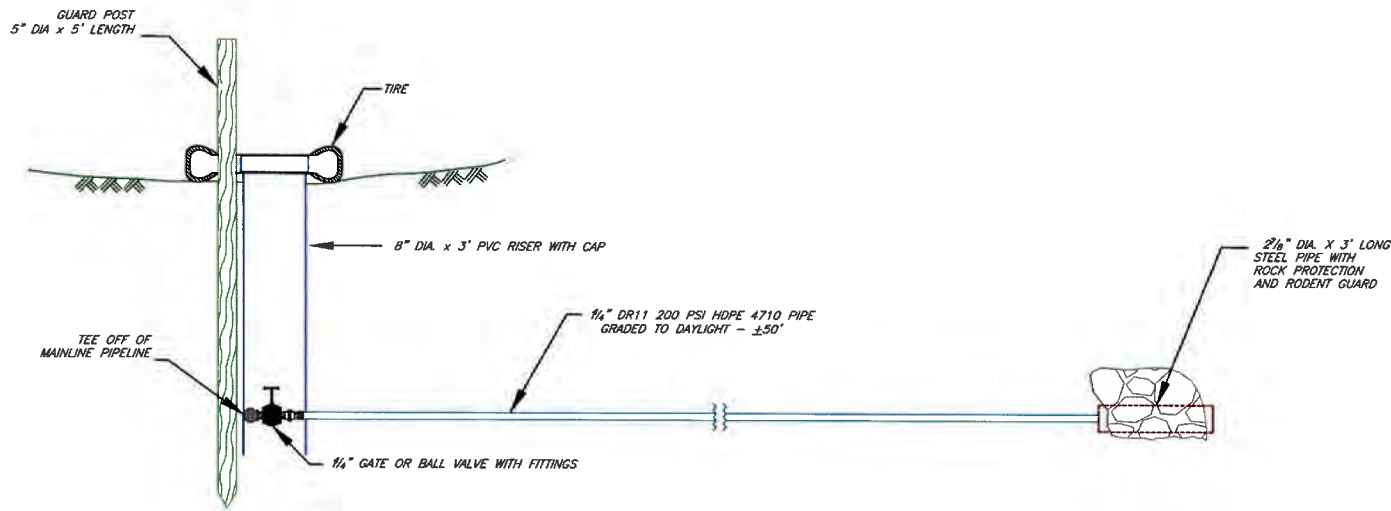 GUARD POST
5" DIA x 5' LENGTH
TIRE
8" DIA. x 3' PVC RISER WITH CAP
2⅞" DIA. X 3' LONG
STEEL PIPE WITH
ROCK PROTECTION
AND RODENT GUARD
1¼" DR11 200 PSI HDPE 4710 PIPE
GRADED TO DAYLIGHT - ±50'
TEE OFF OF
MAINLINE PIPELINE
1¼" GATE OR BALL VALVE WITH FITTINGS